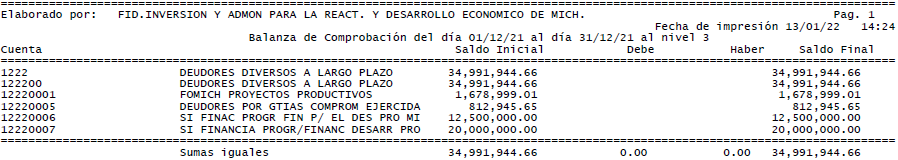 Elaborado por:   FID.INVERSION Y ADMON PARA LA REACT. Y DESARROLLO ECONOMICO DE MICH.   Pag. 1
Fecha de impresión 13/01/22   14:24
Balanza de Comprobación del día 01/12/21 al día 31/12/21 al nivel 3
Cuenta   Saldo Inicial   Debe   Haber   Saldo Final
1222   DEUDORES DIVERSOS A LARGO PLAZO   34,991,944.66   34,991,944.66
122200   DEUDORES DIVERSOS A LARGO PLAZO   34,991,944.66   34,991,944.66
12220001   FOMICH PROYECTOS PRODUCTIVOS   1,678,999.01   1,678,999.01
12220005   DEUDORES POR GTIAS COMPROM EJERCIDA   812,945.65   812,945.65
12220006   SI FINAC PROGR FIN P/ EL DES PRO MI   12,500,000.00   12,500,000.00
12220007   SI FINANCIA PROGR/FINANC DESARR PRO   20,000,000.00   20,000,000.00
Sumas iguales   34,991,944.66   0.00   0.00   34,991,944.66